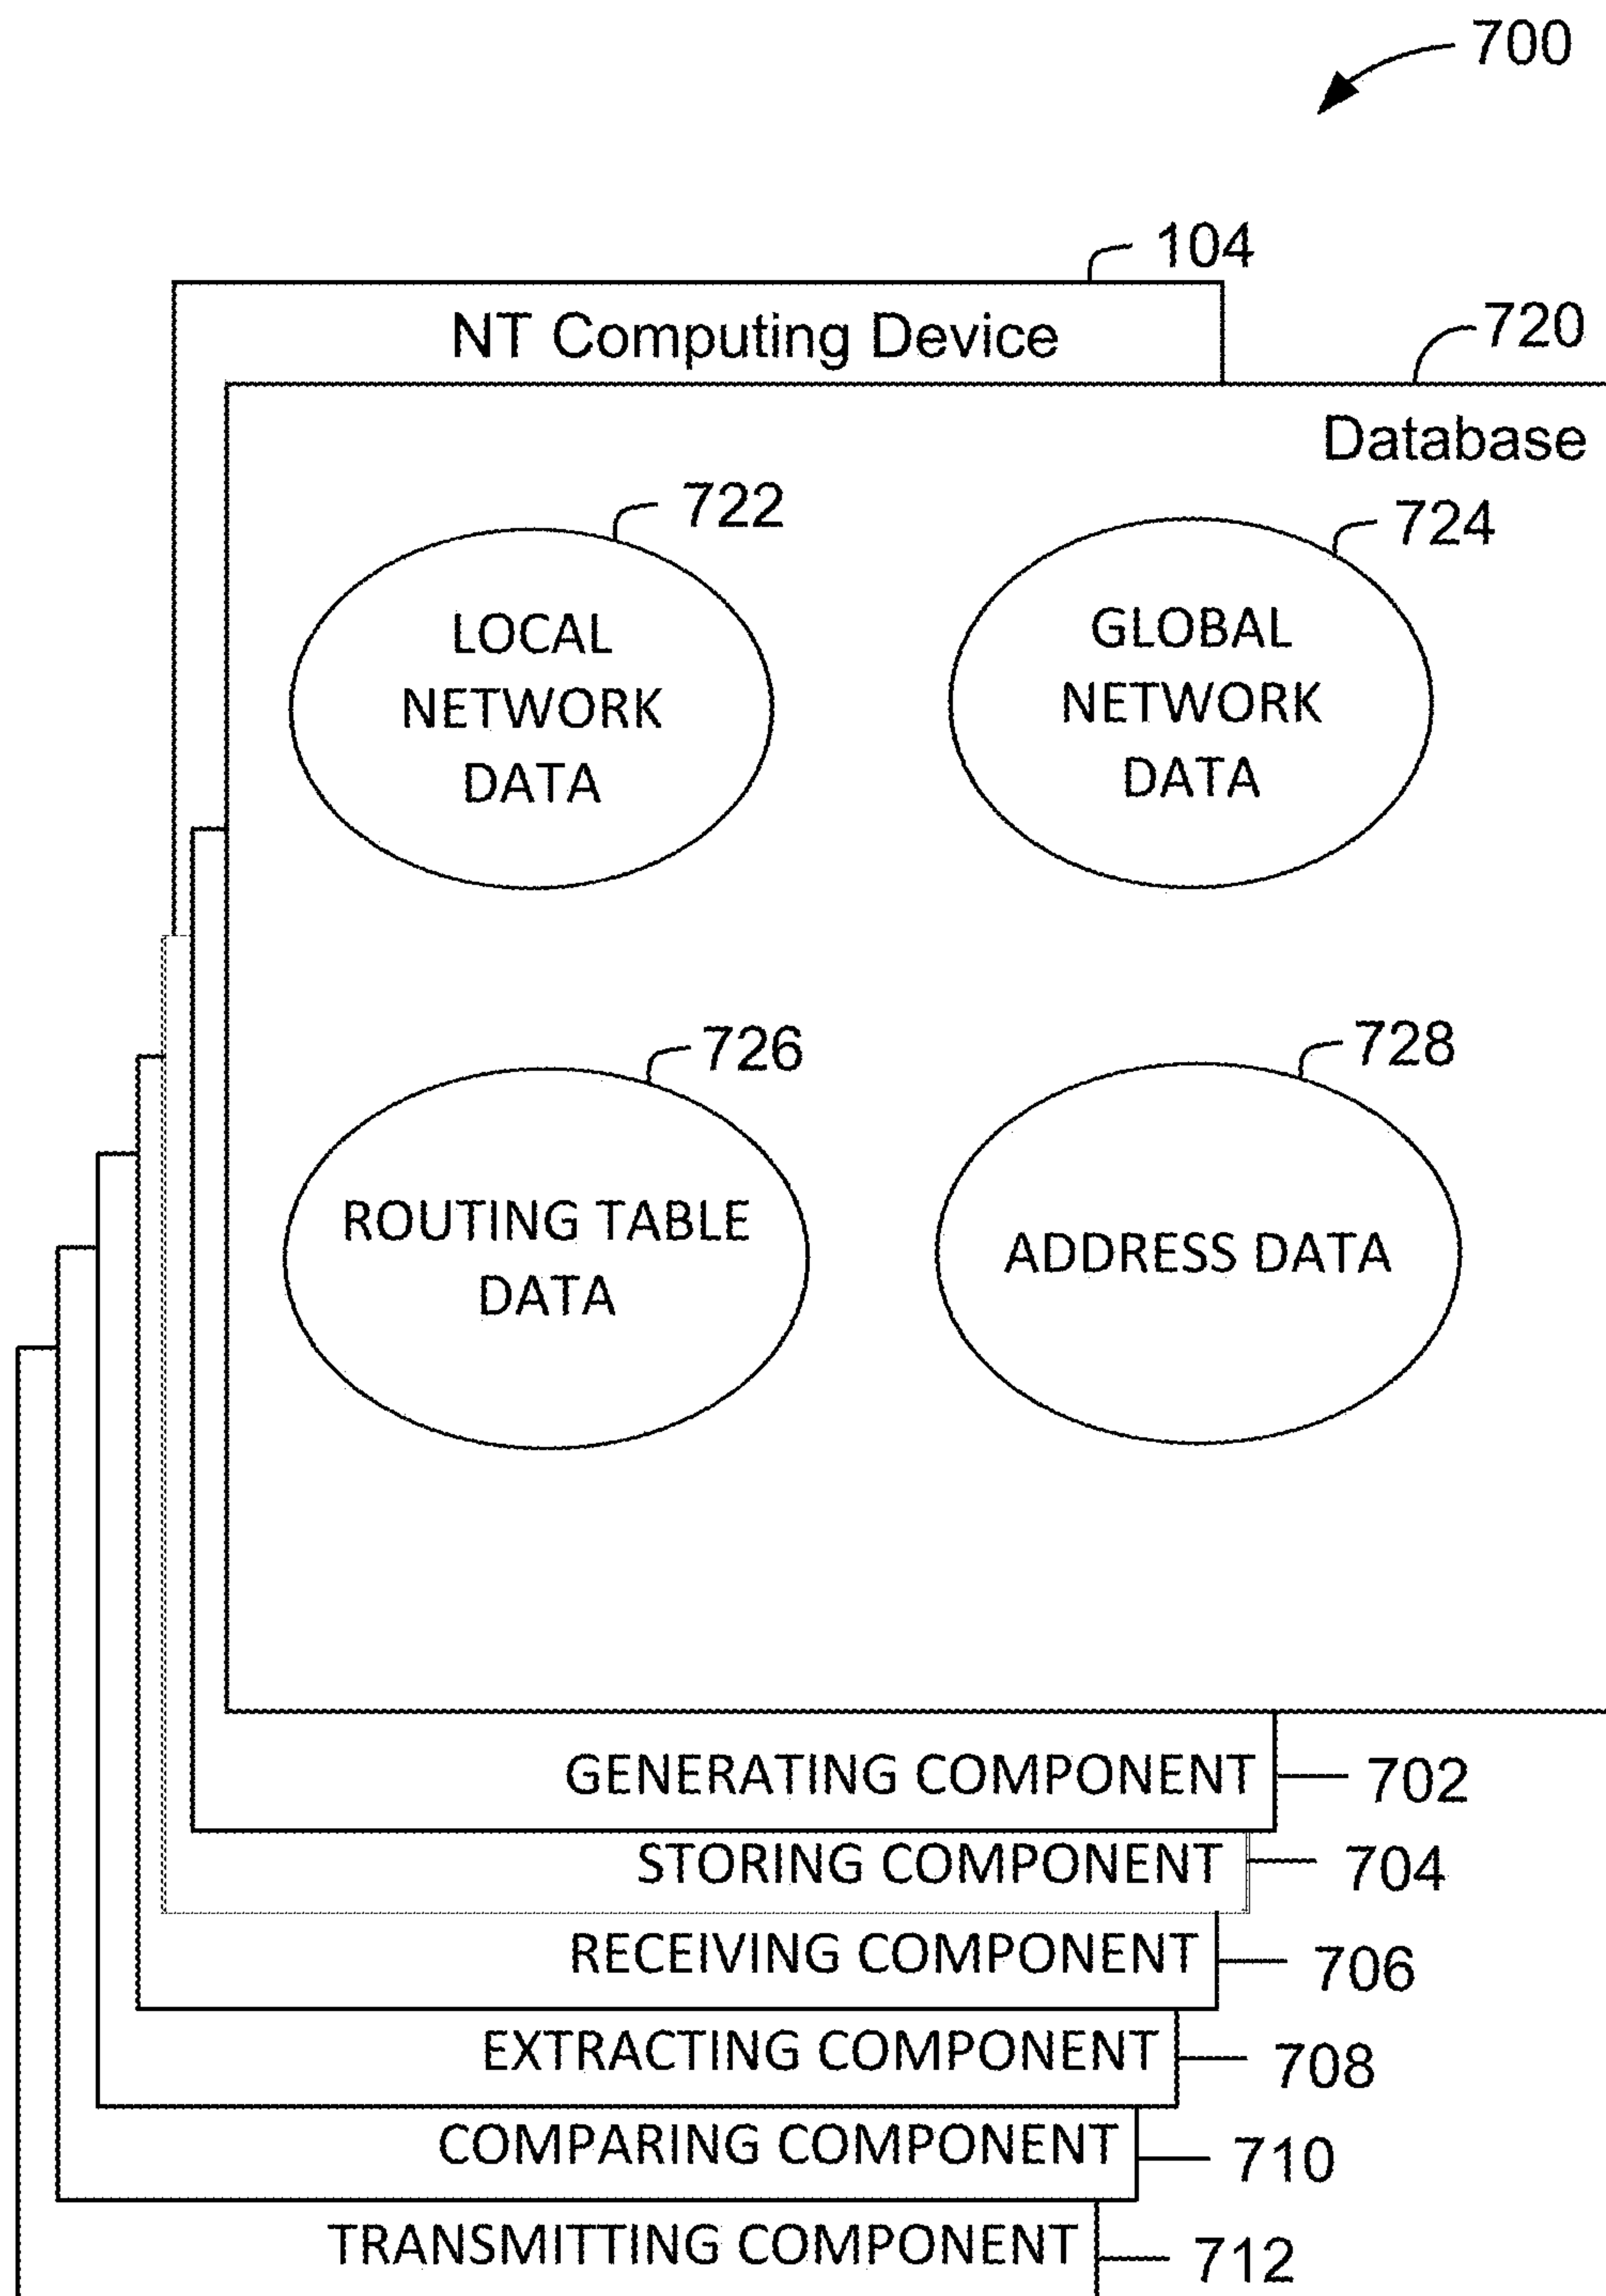 700
104
NT Computing Device
720
Database
722
724
LOCAL
NETWORK
DATA
GLOBAL
NETWORK
DATA
726
728
ROUTING TABLE
DATA
ADDRESS DATA
GENERATING COMPONENT
702
STORING COMPONENT
704
RECEIVING COMPONENT
706
EXTRACTING COMPONENT
708
COMPARING COMPONENT
710
TRANSMITTING COMPONENT
712